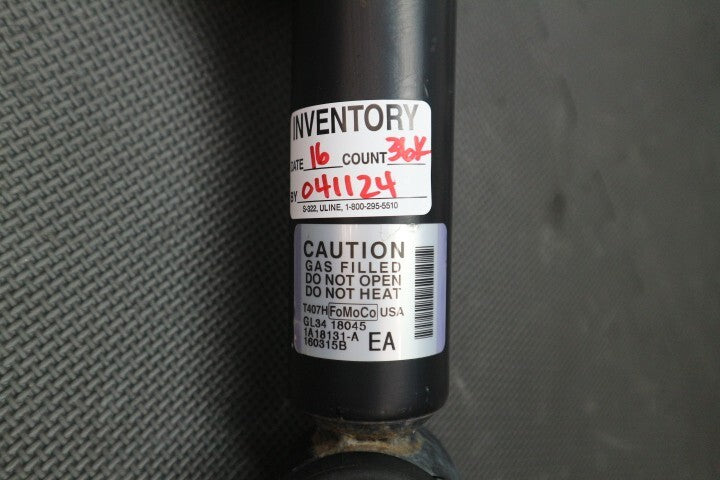 INVENTORY
DATE 16 COUNT 36K
BY 041124
S-322, ULINE, 1-800-295-5510
CAUTION
GAS FILLED
DO NOT OPEN
DO NOT HEAT
T407H FoMoCo USA
GL34 18045
1A18131-A
160315B EA